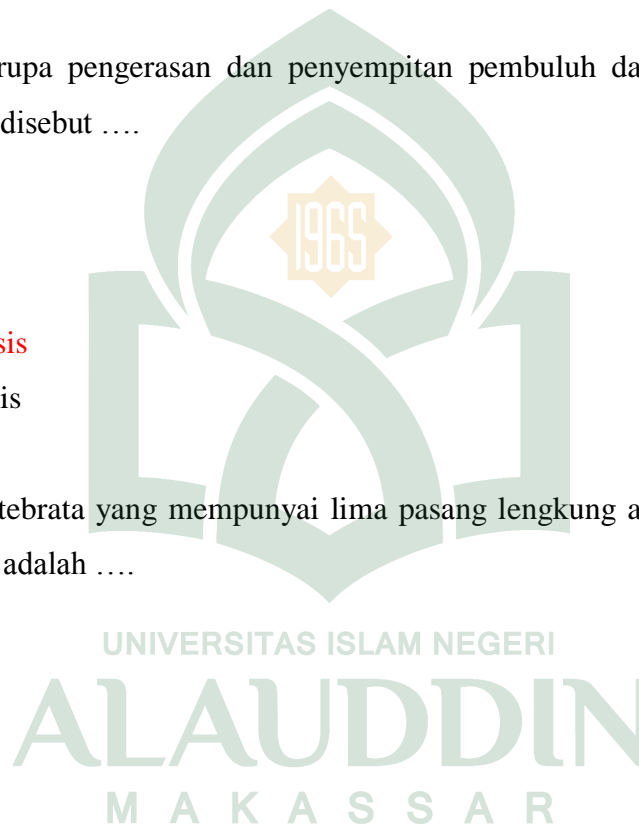 rupa pengerasan dan penyempitan pembuluh da
disebut ….
1965
sis
is
tebrata yang mempunyai lima pasang lengkung a
adalah ….
UNIVERSITAS ISLAM NEGERI
ALAUDDIN
MAKASSAR